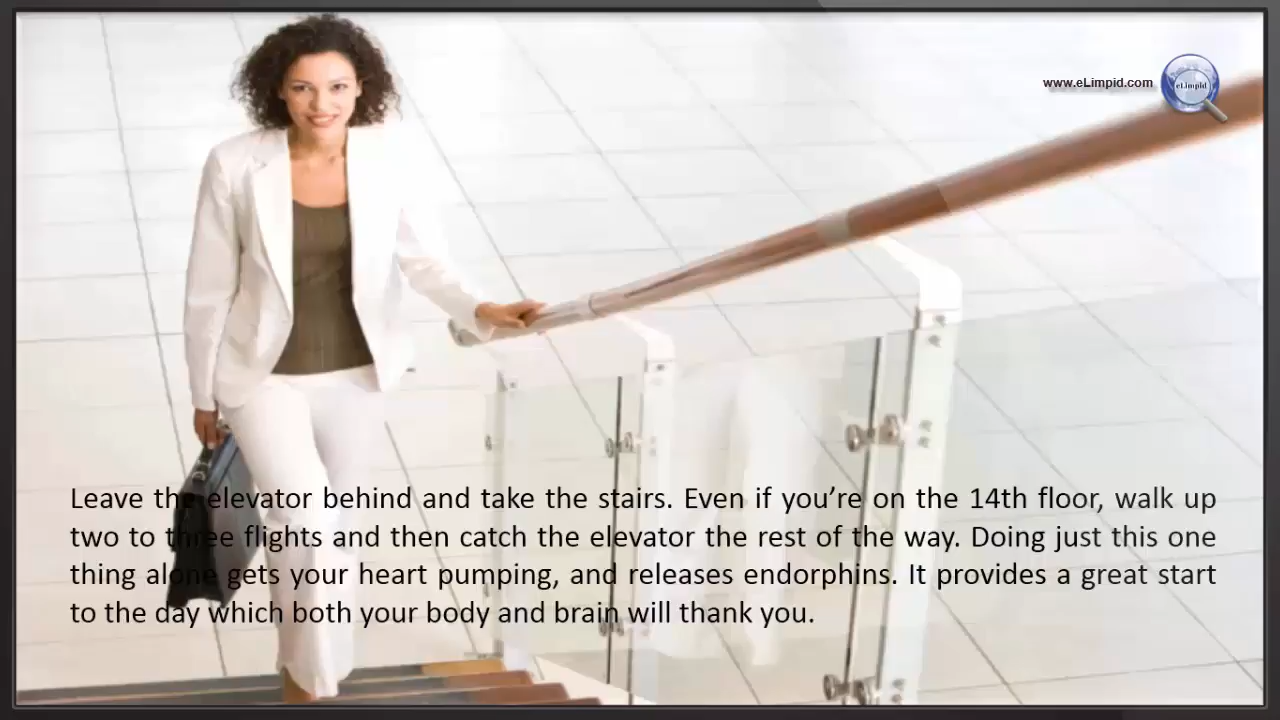 www.eLimpid.com
eLimpid
Leave the elevator behind and take the stairs. Even if you’re on the 14th floor, walk up
two to three flights and then catch the elevator the rest of the way. Doing just this one
thing alone gets your heart pumping, and releases endorphins. It provides a great start
to the day which both your body and brain will thank you.